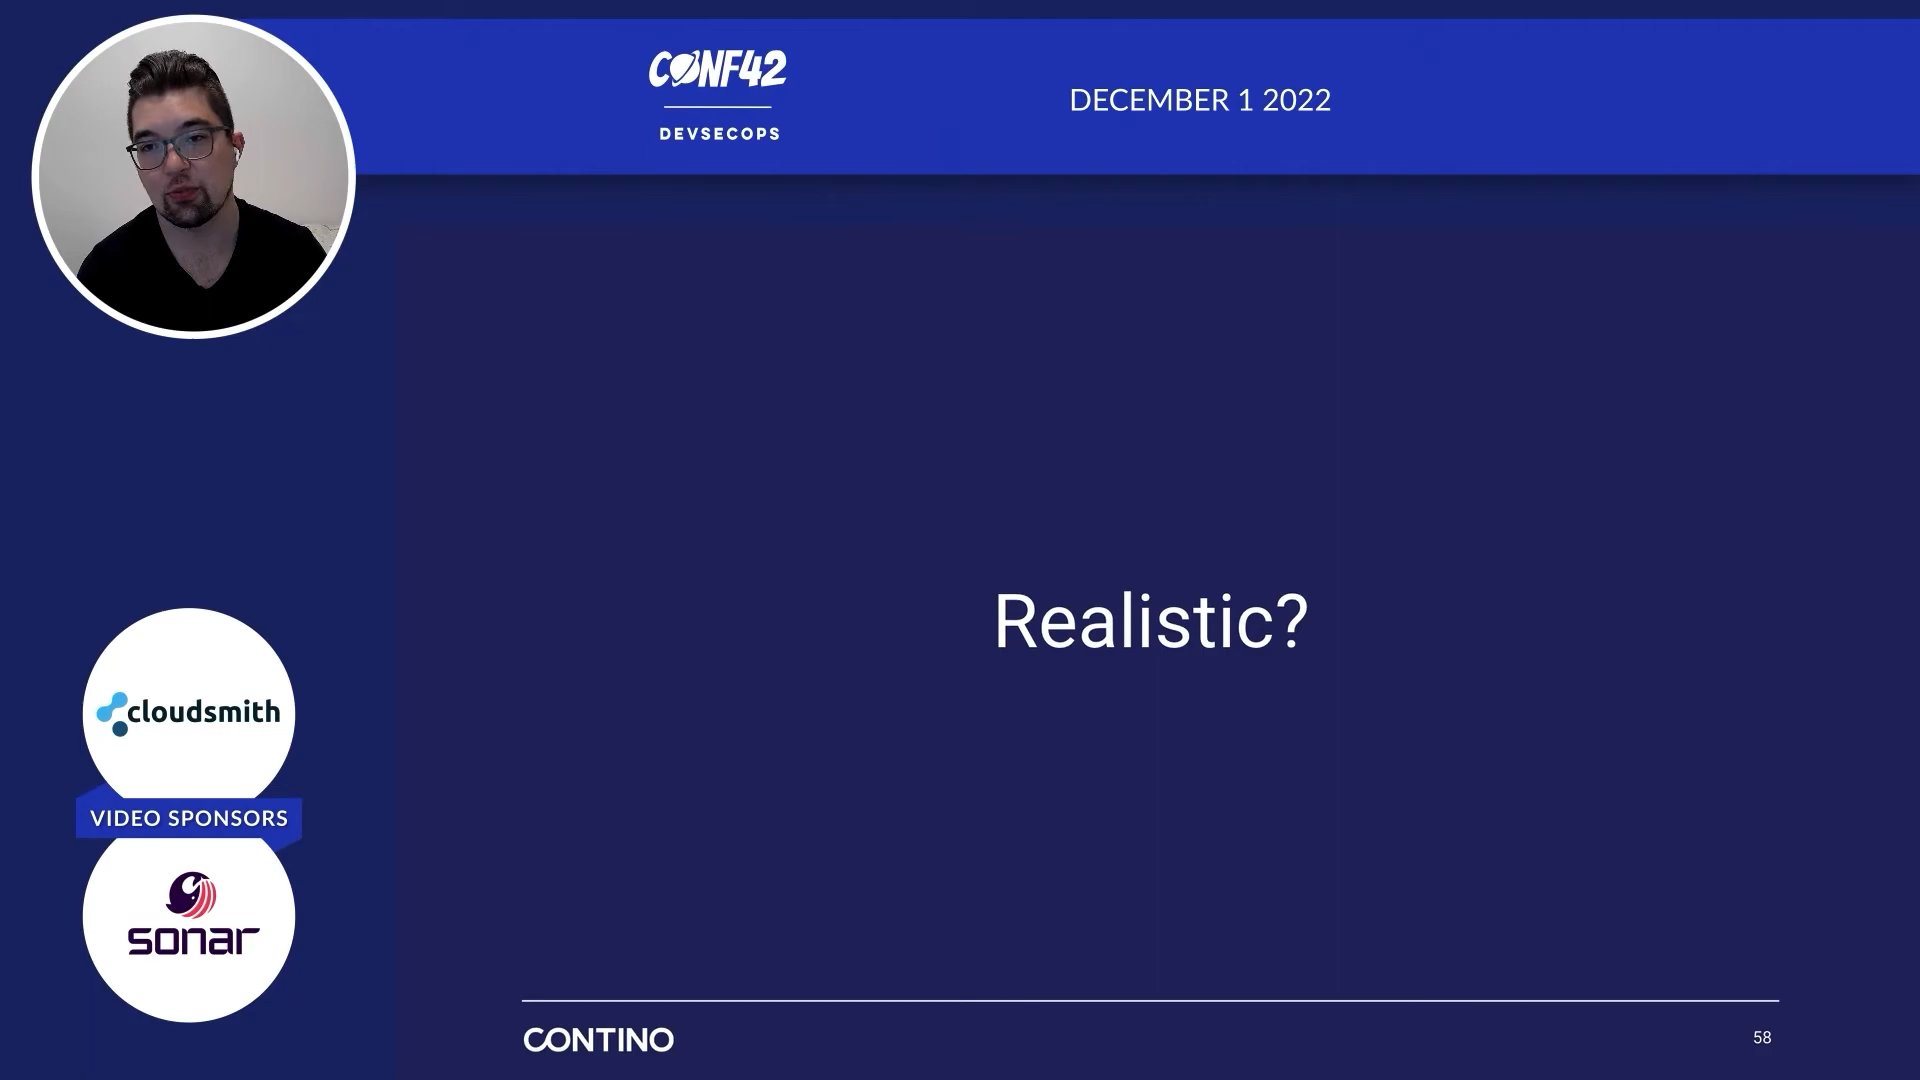 CONF42
DEVSECOPS
DECEMBER 1 2022
Realistic?
cloudsmith
VIDEO SPONSORS
sonar
CONTINO
58